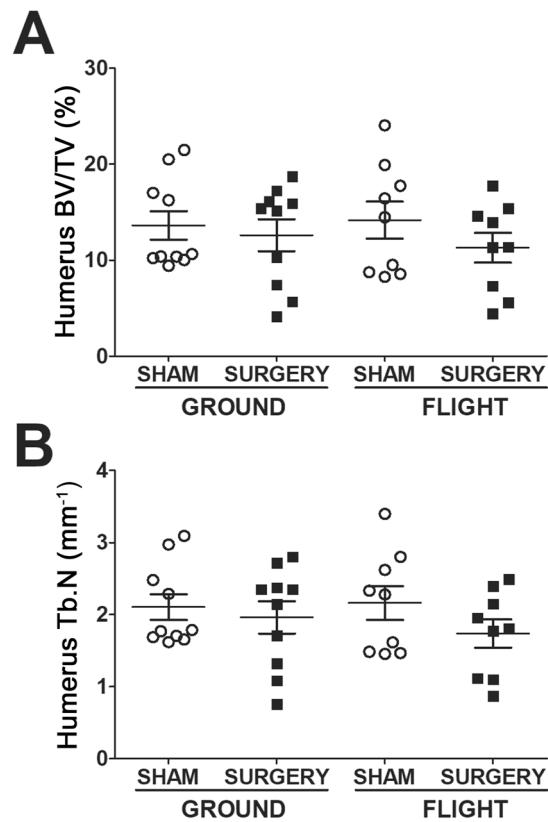 A
Humerus BV/TV (%)
30
20
10
0
SHAM SURGERY SHAM SURGERY
GROUND FLIGHT
B
Humerus Tb.N (mm⁻¹)
4
3
2
1
0
SHAM SURGERY SHAM SURGERY
GROUND FLIGHT